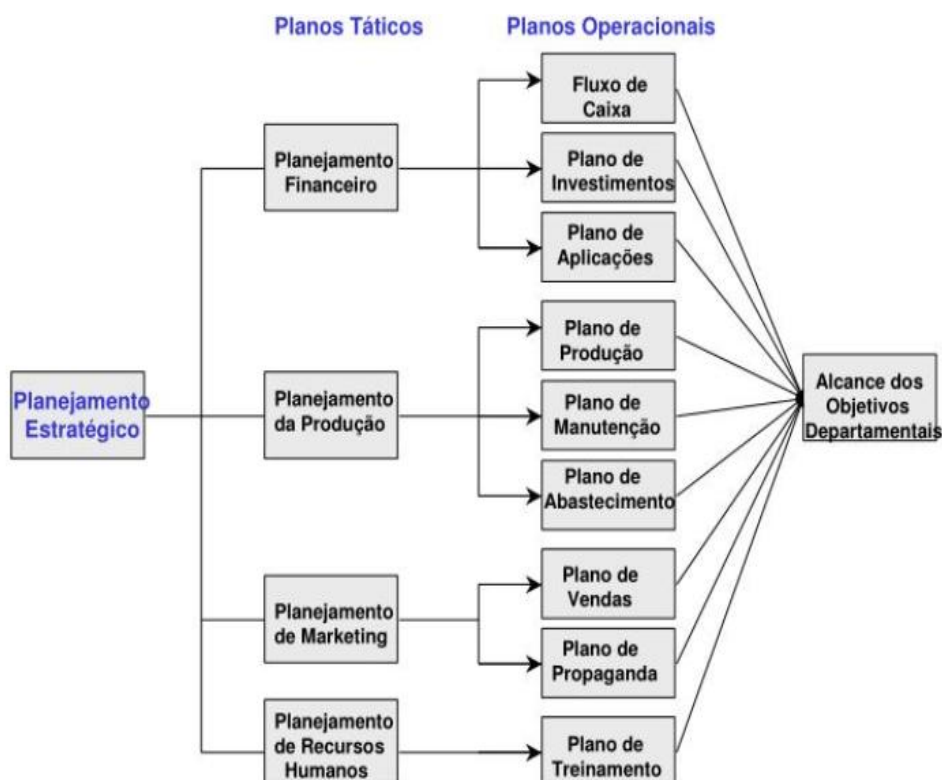 Planos Táticos
Planos Operacionais
Planejamento
Estratégico
Planejamento
Financeiro
Planejamento
da Produção
Planejamento
de Marketing
Planejamento
de Recursos
Humanos
Fluxo de
Caixa
Plano de
Investimentos
Plano de
Aplicações
Plano de
Produção
Plano de
Manutenção
Plano de
Abastecimento
Plano de
Vendas
Plano de
Propaganda
Plano de
Treinamento
Alcance dos
Objetivos
Departamentais